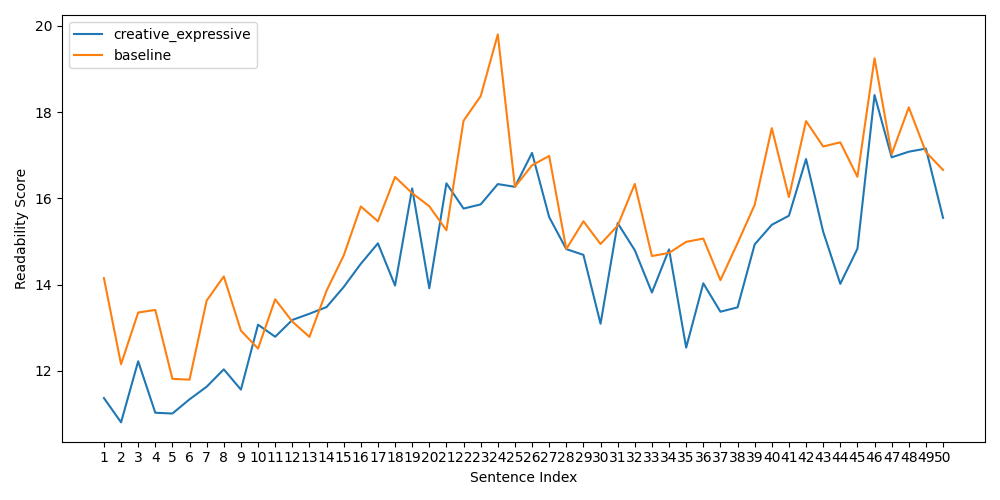 creative_expressive
baseline
Readability Score
20
18
16
14
12
1 2 3 4 5 6 7 8 9 10 11 12 13 14 15 16 17 18 19 20 21 22 23 24 25 26 27 28 29 30 31 32 33 34 35 36 37 38 39 40 41 42 43 44 45 46 47 48 49 50
Sentence Index